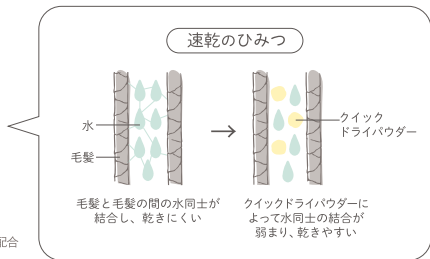 速乾のひみつ
水
毛髪
クイック
ドライパウダー
毛髪と毛髪の間の水同士が
結合し、乾きにくい
クイックドライパウダーに
よって水同士の結合が
弱まり、乾きやすい
配合